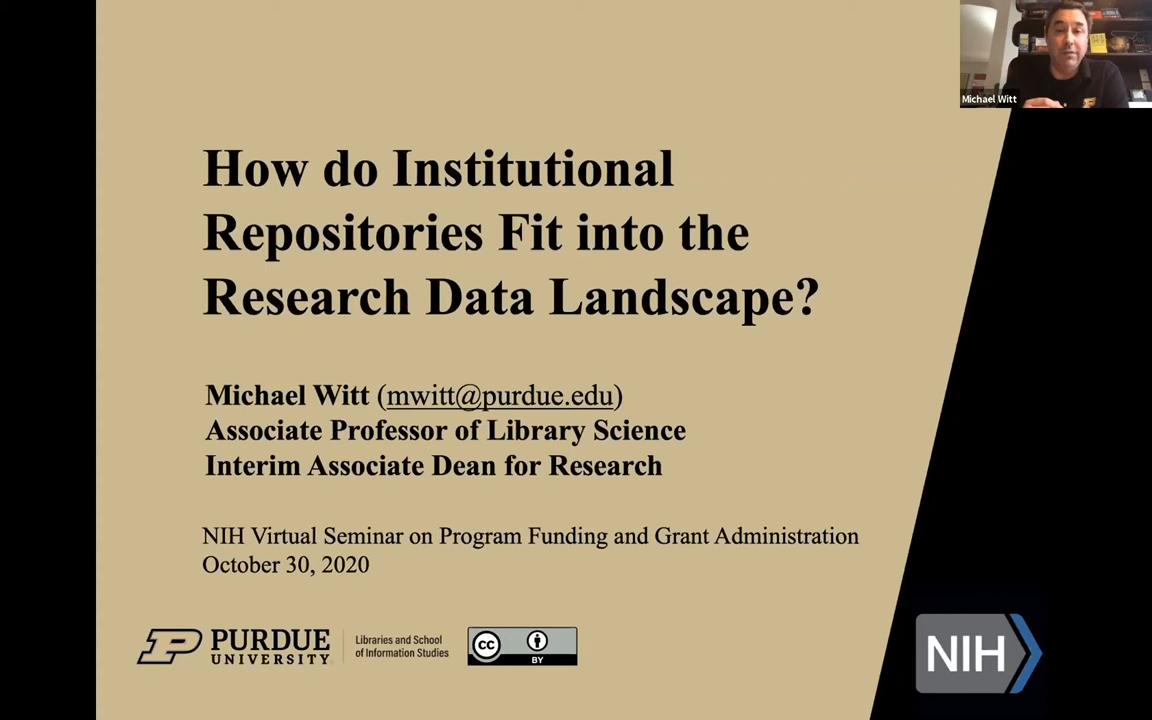 Michael Witt
How do Institutional
Repositories Fit into the
Research Data Landscape?
Michael Witt (mwitt@purdue.edu)
Associate Professor of Library Science
Interim Associate Dean for Research
NIH Virtual Seminar on Program Funding and Grant Administration
October 30, 2020
P PURDUE
UNIVERSITY
Libraries and School
of Information Studies
cc
BY
NIH